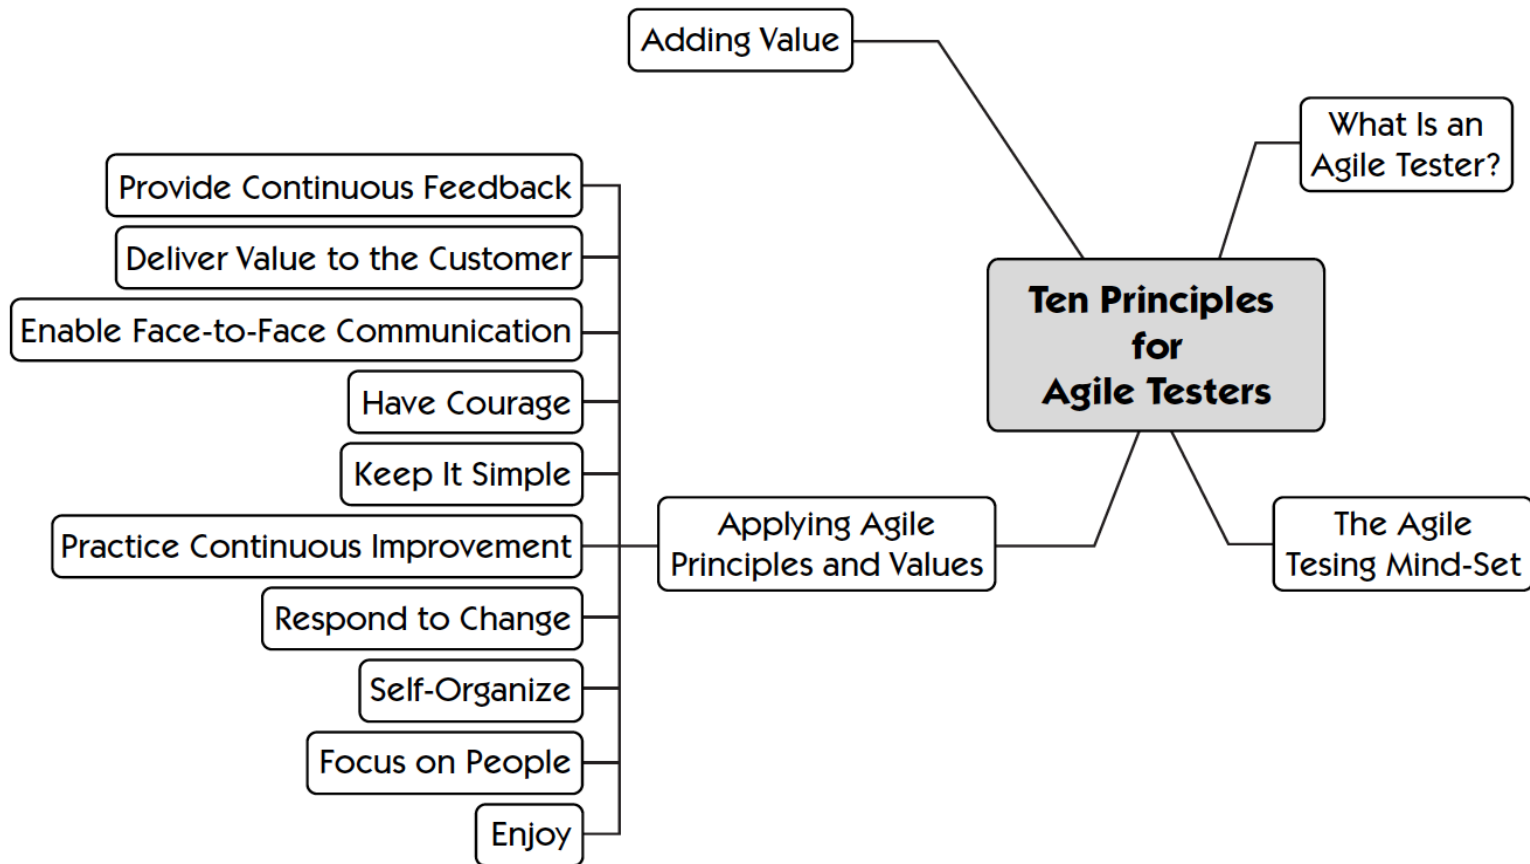 Adding Value
What Is an
Agile Tester?
Provide Continuous Feedback
Deliver Value to the Customer
Enable Face-to-Face Communication
Have Courage
Keep It Simple
Practice Continuous Improvement
Respond to Change
Self-Organize
Focus on People
Enjoy
Ten Principles
for
Agile Testers
Applying Agile
Principles and Values
The Agile
Tesing Mind-Set